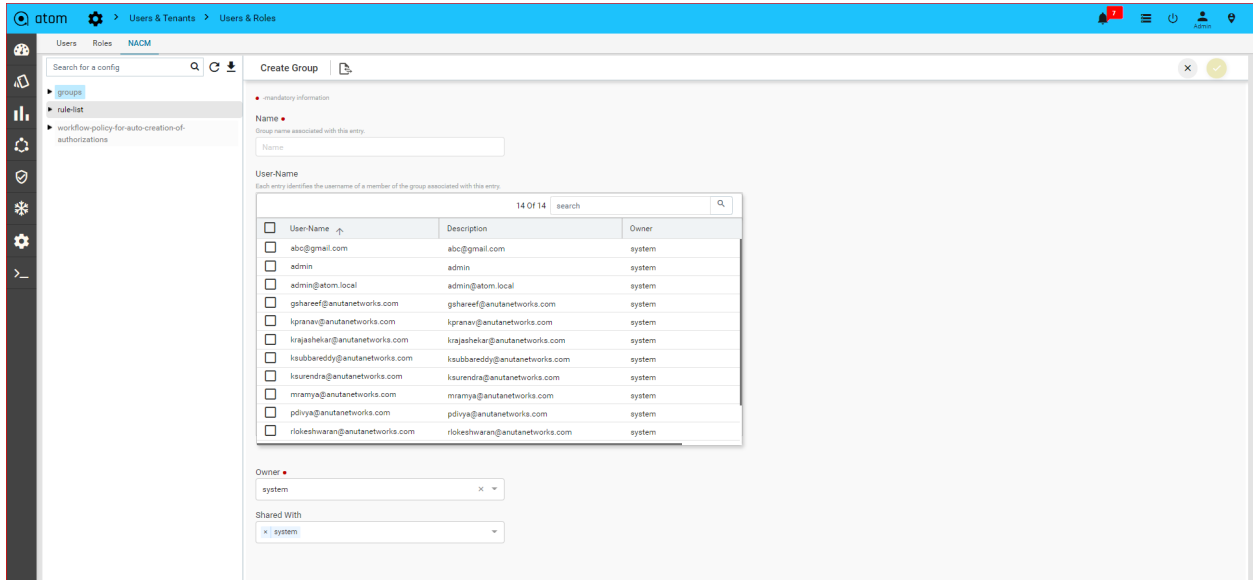 atom > Users & Tenants > Users & Roles 7 Admin
Users Roles NACM
Search for a config
groups
rule-list
workflow-policy-for-auto-creation-of-
authorizations
Create Group
-mandatory information
Name
Group name associated with this entry.
Name
User-Name
Each entry identifies the username of a member of the group associated with this entry.
14 Of 14 search
User-Name Description Owner
abc@gmail.com abc@gmail.com system
admin admin system
admin@atom.local admin@atom.local system
gshareef@anutanetworks.com gshareef@anutanetworks.com system
kpranav@anutanetworks.com kpranav@anutanetworks.com system
krajashekar@anutanetworks.com krajashekar@anutanetworks.com system
ksubbareddy@anutanetworks.com ksubbareddy@anutanetworks.com system
ksurendra@anutanetworks.com ksurendra@anutanetworks.com system
mramya@anutanetworks.com mramya@anutanetworks.com system
pdivya@anutanetworks.com pdivya@anutanetworks.com system
rlokeshwaran@anutanetworks.com rlokeshwaran@anutanetworks.com system
Owner
system
Shared With
× system